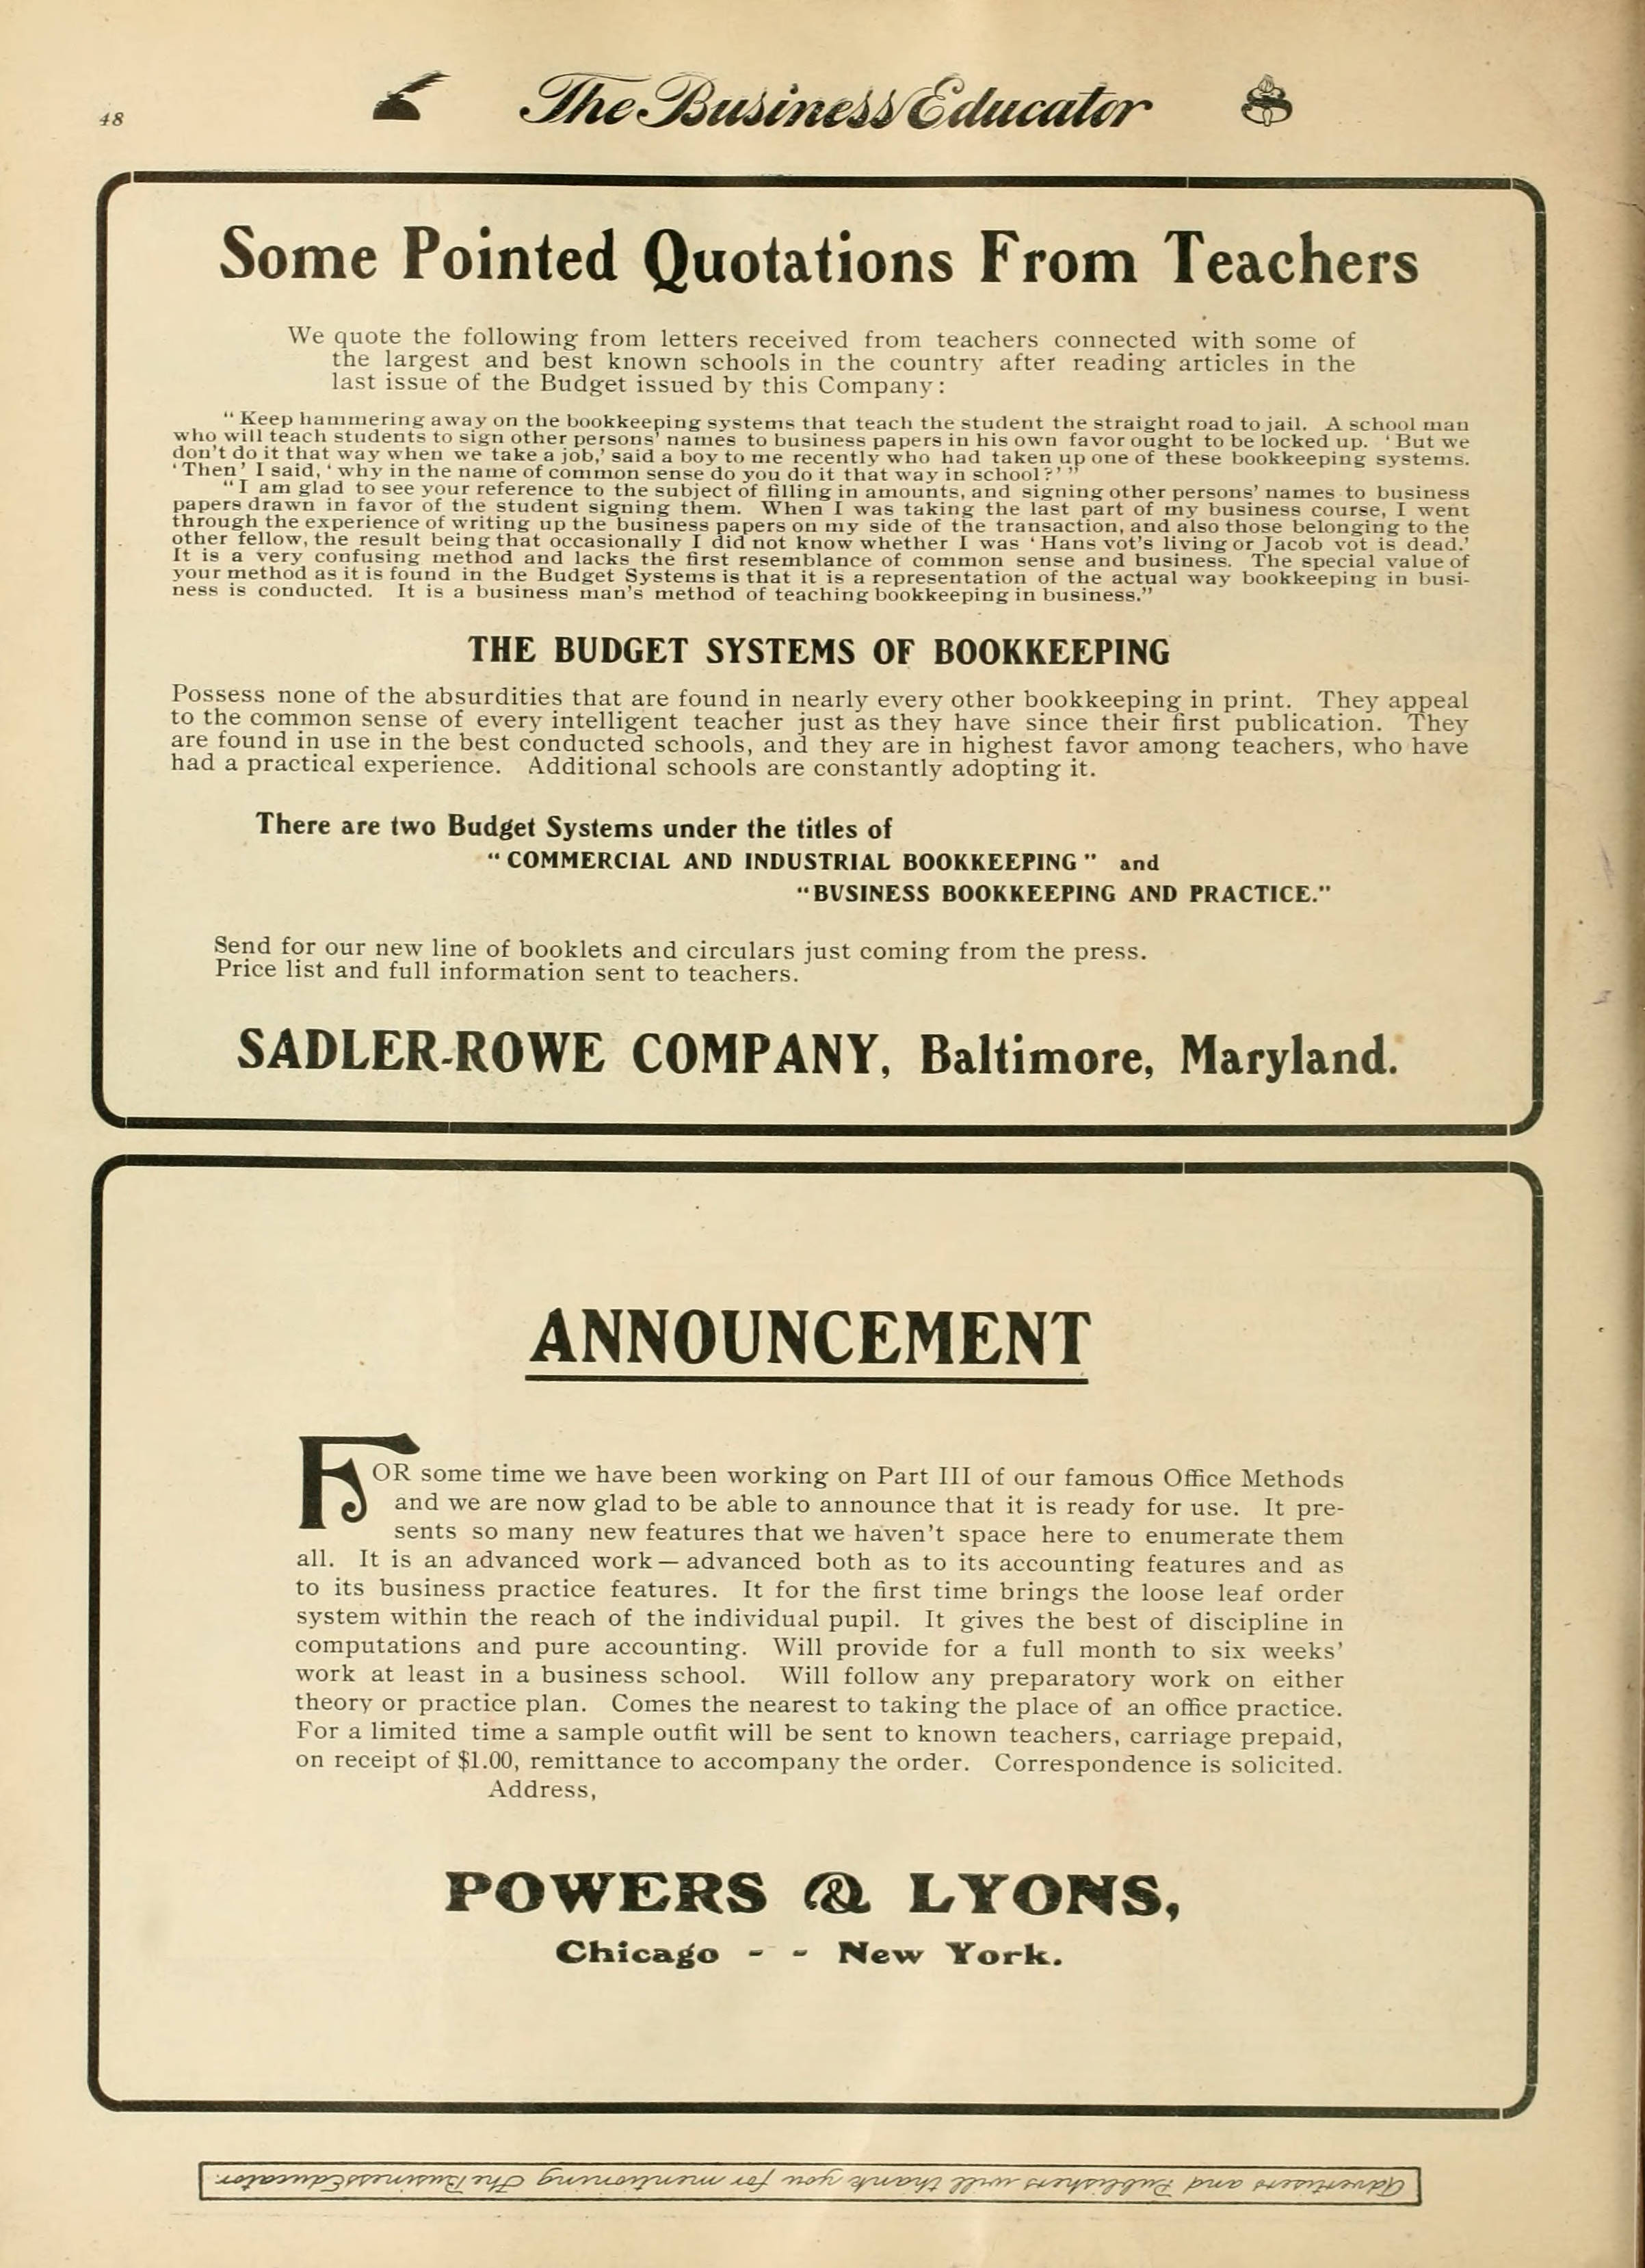 48
The Business Educator
Some Pointed Quotations From Teachers
We quote the following from letters received from teachers connected with some of
the largest and best known schools in the country after reading articles in the
last issue of the Budget issued by this Company:
“Keep hammering away on the bookkeeping systems that teach the student the straight road to jail. A school man
who will teach students to sign other persons’ names to business papers in his own favor ought to be locked up. ‘But we
don’t do it that way when we take a job,’ said a boy to me recently who had taken up one of these bookkeeping systems.
‘Then’ I said, ‘why in the name of common sense do you do it that way in school?’”
“I am glad to see your reference to the subject of filling in amounts, and signing other persons’ names to business
papers drawn in favor of the student signing them. When I was taking the last part of my business course, I went
through the experience of writing up the business papers on my side of the transaction, and also those belonging to the
other fellow, the result being that occasionally I did not know whether I was ‘Hans vot’s living or Jacob vot is dead.’
It is a very confusing method and lacks the first resemblance of common sense and business. The special value of
your method as it is found in the Budget Systems is that it is a representation of the actual way bookkeeping in busi-
ness is conducted. It is a business man’s method of teaching bookkeeping in business.”
THE BUDGET SYSTEMS OF BOOKKEEPING
Possess none of the absurdities that are found in nearly every other bookkeeping in print. They appeal
to the common sense of every intelligent teacher just as they have since their first publication. They
are found in use in the best conducted schools, and they are in highest favor among teachers, who have
had a practical experience. Additional schools are constantly adopting it.
There are two Budget Systems under the titles of
“COMMERCIAL AND INDUSTRIAL BOOKKEEPING” and
“BUSINESS BOOKKEEPING AND PRACTICE.”
Send for our new line of booklets and circulars just coming from the press.
Price list and full information sent to teachers.
SADLER-ROWE COMPANY, Baltimore, Maryland.
ANNOUNCEMENT
FOR some time we have been working on Part III of our famous Office Methods
and we are now glad to be able to announce that it is ready for use. It pre-
sents so many new features that we haven’t space here to enumerate them
all. It is an advanced work — advanced both as to its accounting features and as
to its business practice features. It for the first time brings the loose leaf order
system within the reach of the individual pupil. It gives the best of discipline in
computations and pure accounting. Will provide for a full month to six weeks’
work at least in a business school. Will follow any preparatory work on either
theory or practice plan. Comes the nearest to taking the place of an office practice.
For a limited time a sample outfit will be sent to known teachers, carriage prepaid,
on receipt of $1.00, remittance to accompany the order. Correspondence is solicited.
Address,
POWERS & LYONS,
Chicago - - New York.
Advertisers and Publishers will thank you for mentioning The Business Educator.